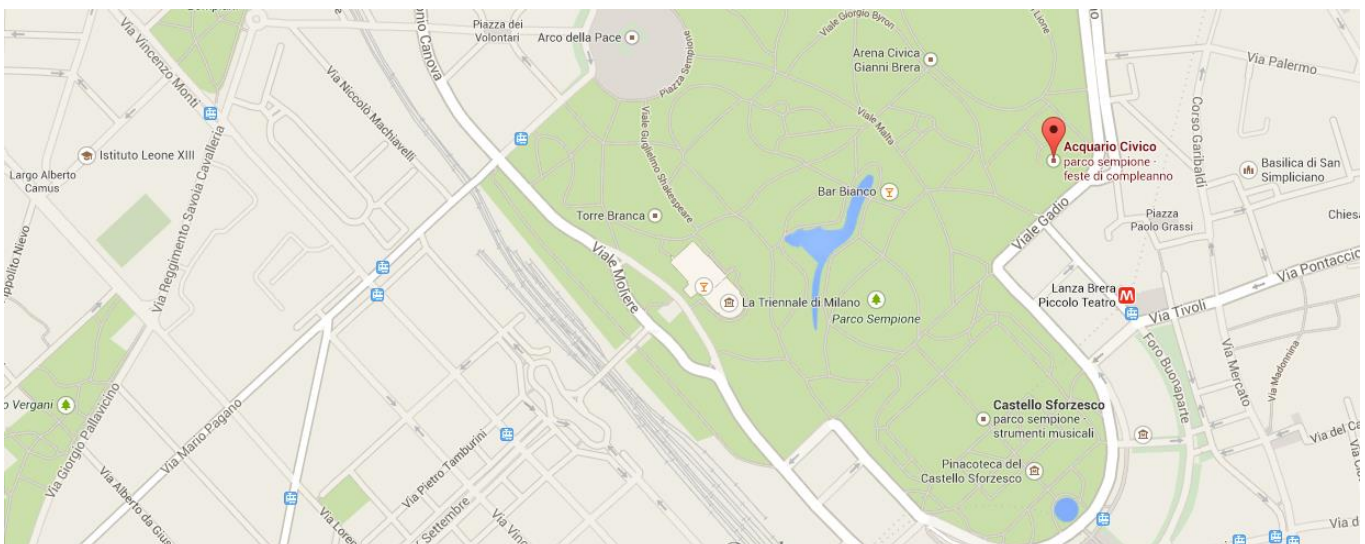 Via Vincenzo Monti
Piazza dei
Volontari
Arco della Pace
Viale Giorgio Byron
Arena Civica
Gianni Brera
Via Palermo
Via Niccolò Machiavelli
Piazza Sempione
Corso Garibaldi
Istituto Leone XIII
Largo Alberto
Camus
Viale Guglielmo Shakespeare
Viale Malta
Acquario Civico
parco sempione -
feste di compleanno
Basilica di San
Simpliciano
Bar Bianco
Torre Branca
Viale Gadio
Piazza
Paolo Grassi
Via Reggimento Savoia Cavalleria
Viale Moliere
Via Pontaccio
Lanza Brera
Piccolo Teatro
M
La Triennale di Milano
Parco Sempione
Via Tivoli
Foro Buonaparte
Via Mercato
Via Madonnina
Vergani
Castello Sforzesco
parco sempione -
strumenti musicali
Via Giorgio Pallavicino
Via Mario Pagano
Via Pietro Tamburini
Pinacoteca del
Castello Sforzesco
Settembre